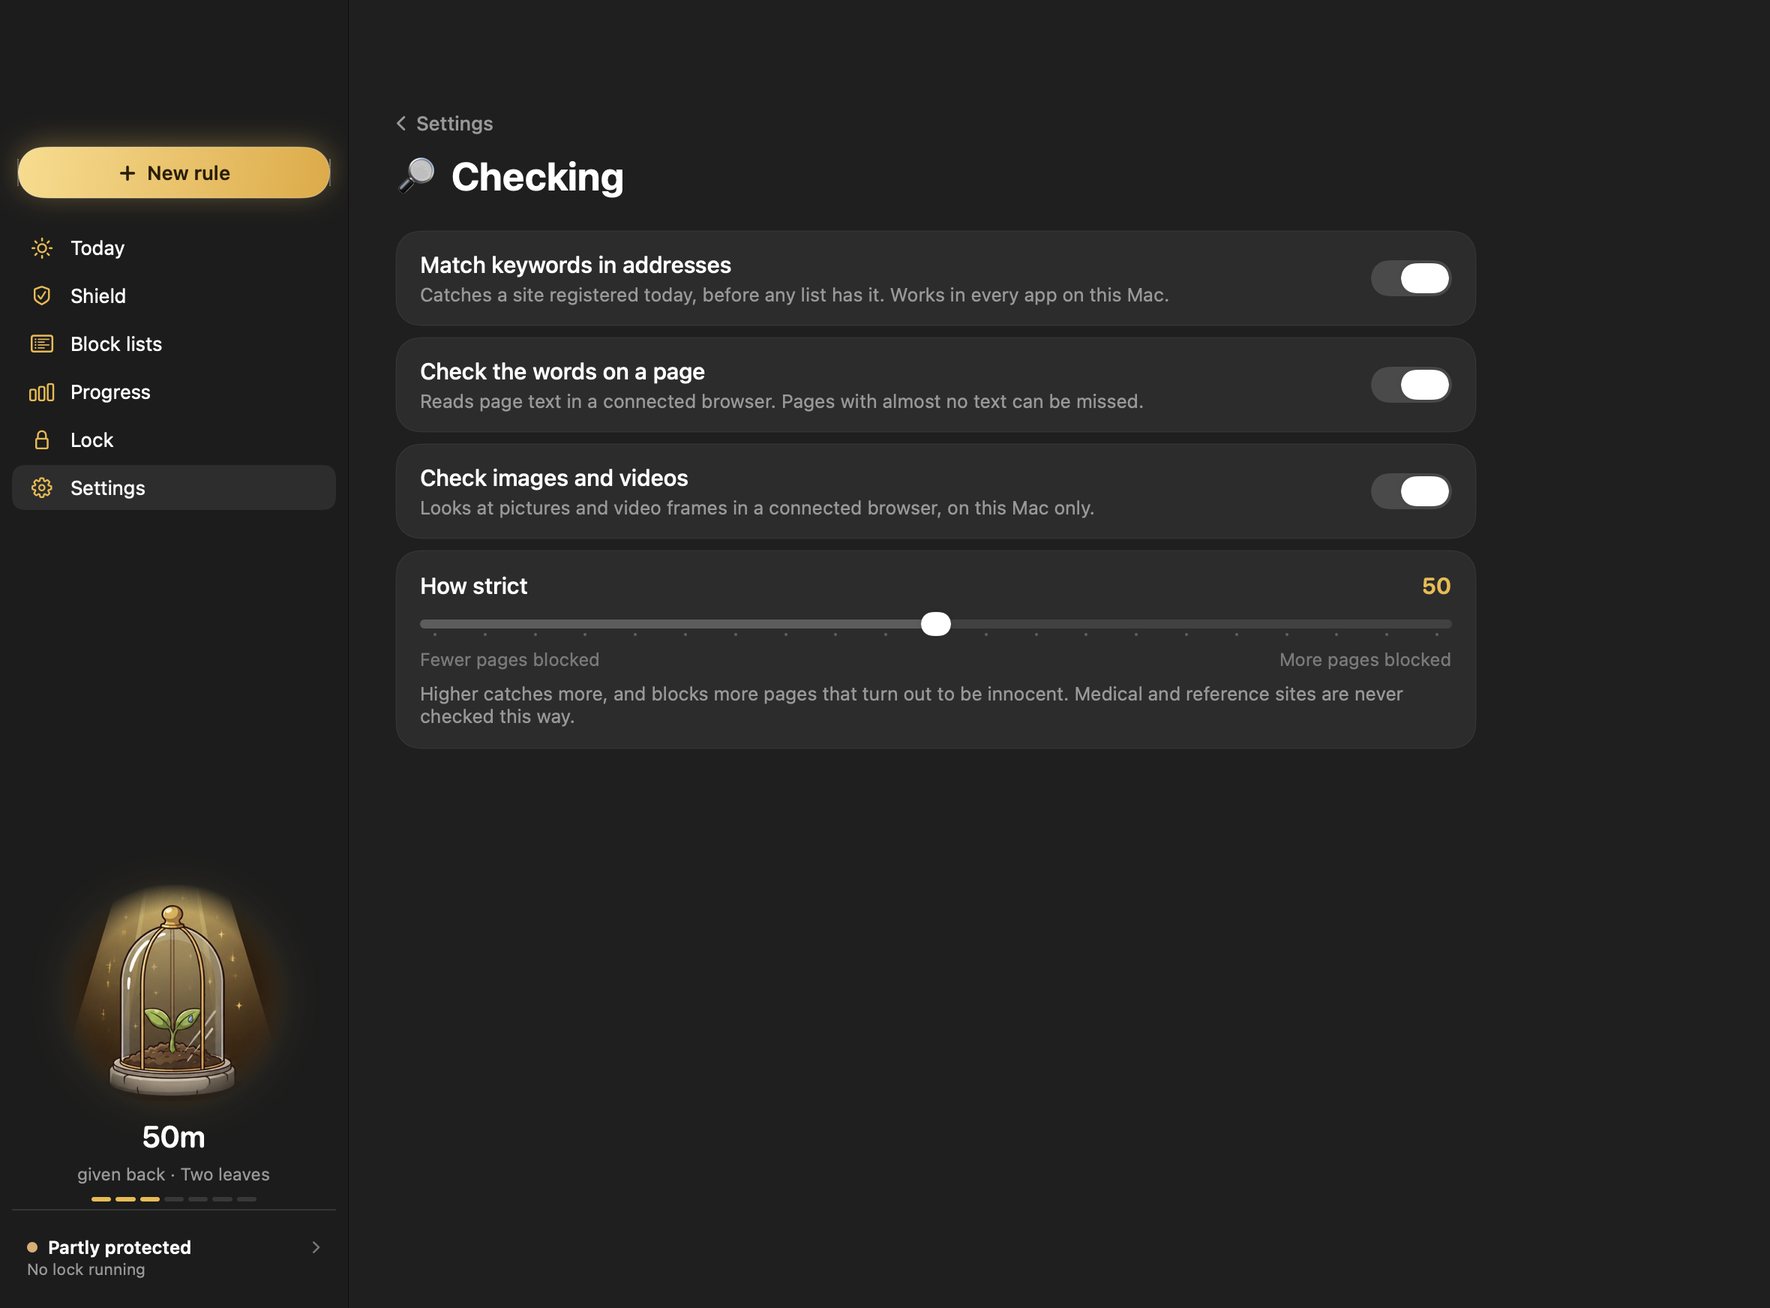 Settings
Checking
+ New rule
Today
Shield
Block lists
Progress
Lock
Settings
Match keywords in addresses
Catches a site registered today, before any list has it. Works in every app on this Mac.
Check the words on a page
Reads page text in a connected browser. Pages with almost no text can be missed.
Check images and videos
Looks at pictures and video frames in a connected browser, on this Mac only.
How strict
50
Fewer pages blocked
More pages blocked
Higher catches more, and blocks more pages that turn out to be innocent. Medical and reference sites are never
checked this way.
50m
given back · Two leaves
Partly protected
No lock running